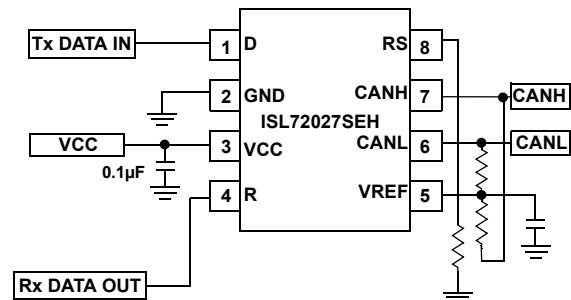 Tx DATA IN
1 D
RS 8
2 GND
CANH 7
CANH
ISL72027SEH
VCC
3 VCC
CANL 6
CANL
0.1µF
4 R
VREF 5
Rx DATA OUT